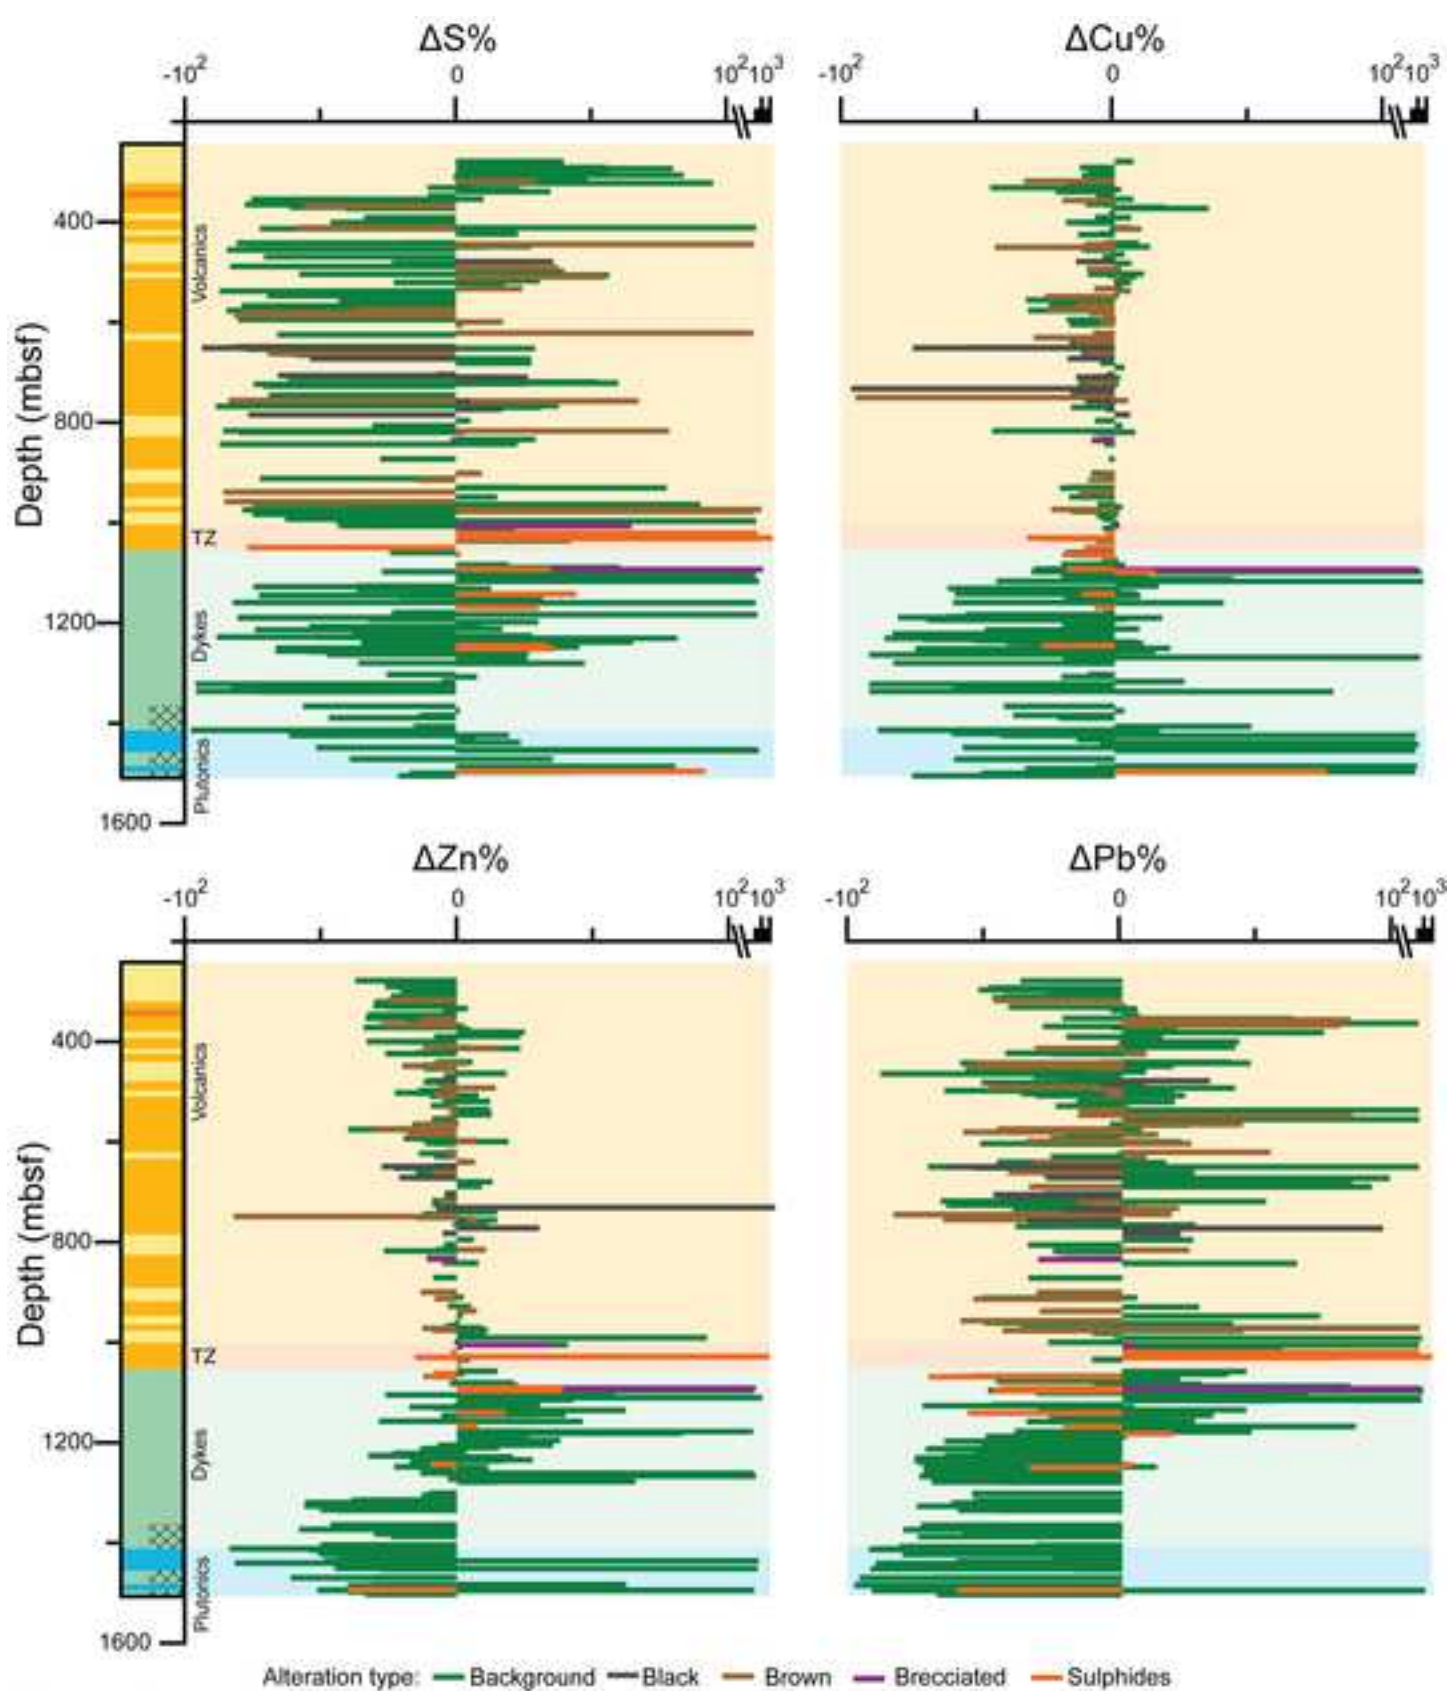 ΔS% ΔCu%
-10² 0 10²10³ -10² 0 10²10³
400
Volcanics
800
Depth (mbsf)
TZ
1200
Dykes
Plutonics
1600
ΔZn% ΔPb%
-10² 0 10²10³ -10² 0 10²10³
400
Volcanics
800
Depth (mbsf)
TZ
1200
Dykes
Plutonics
1600
Alteration type: Background Black Brown Brecciated Sulphides